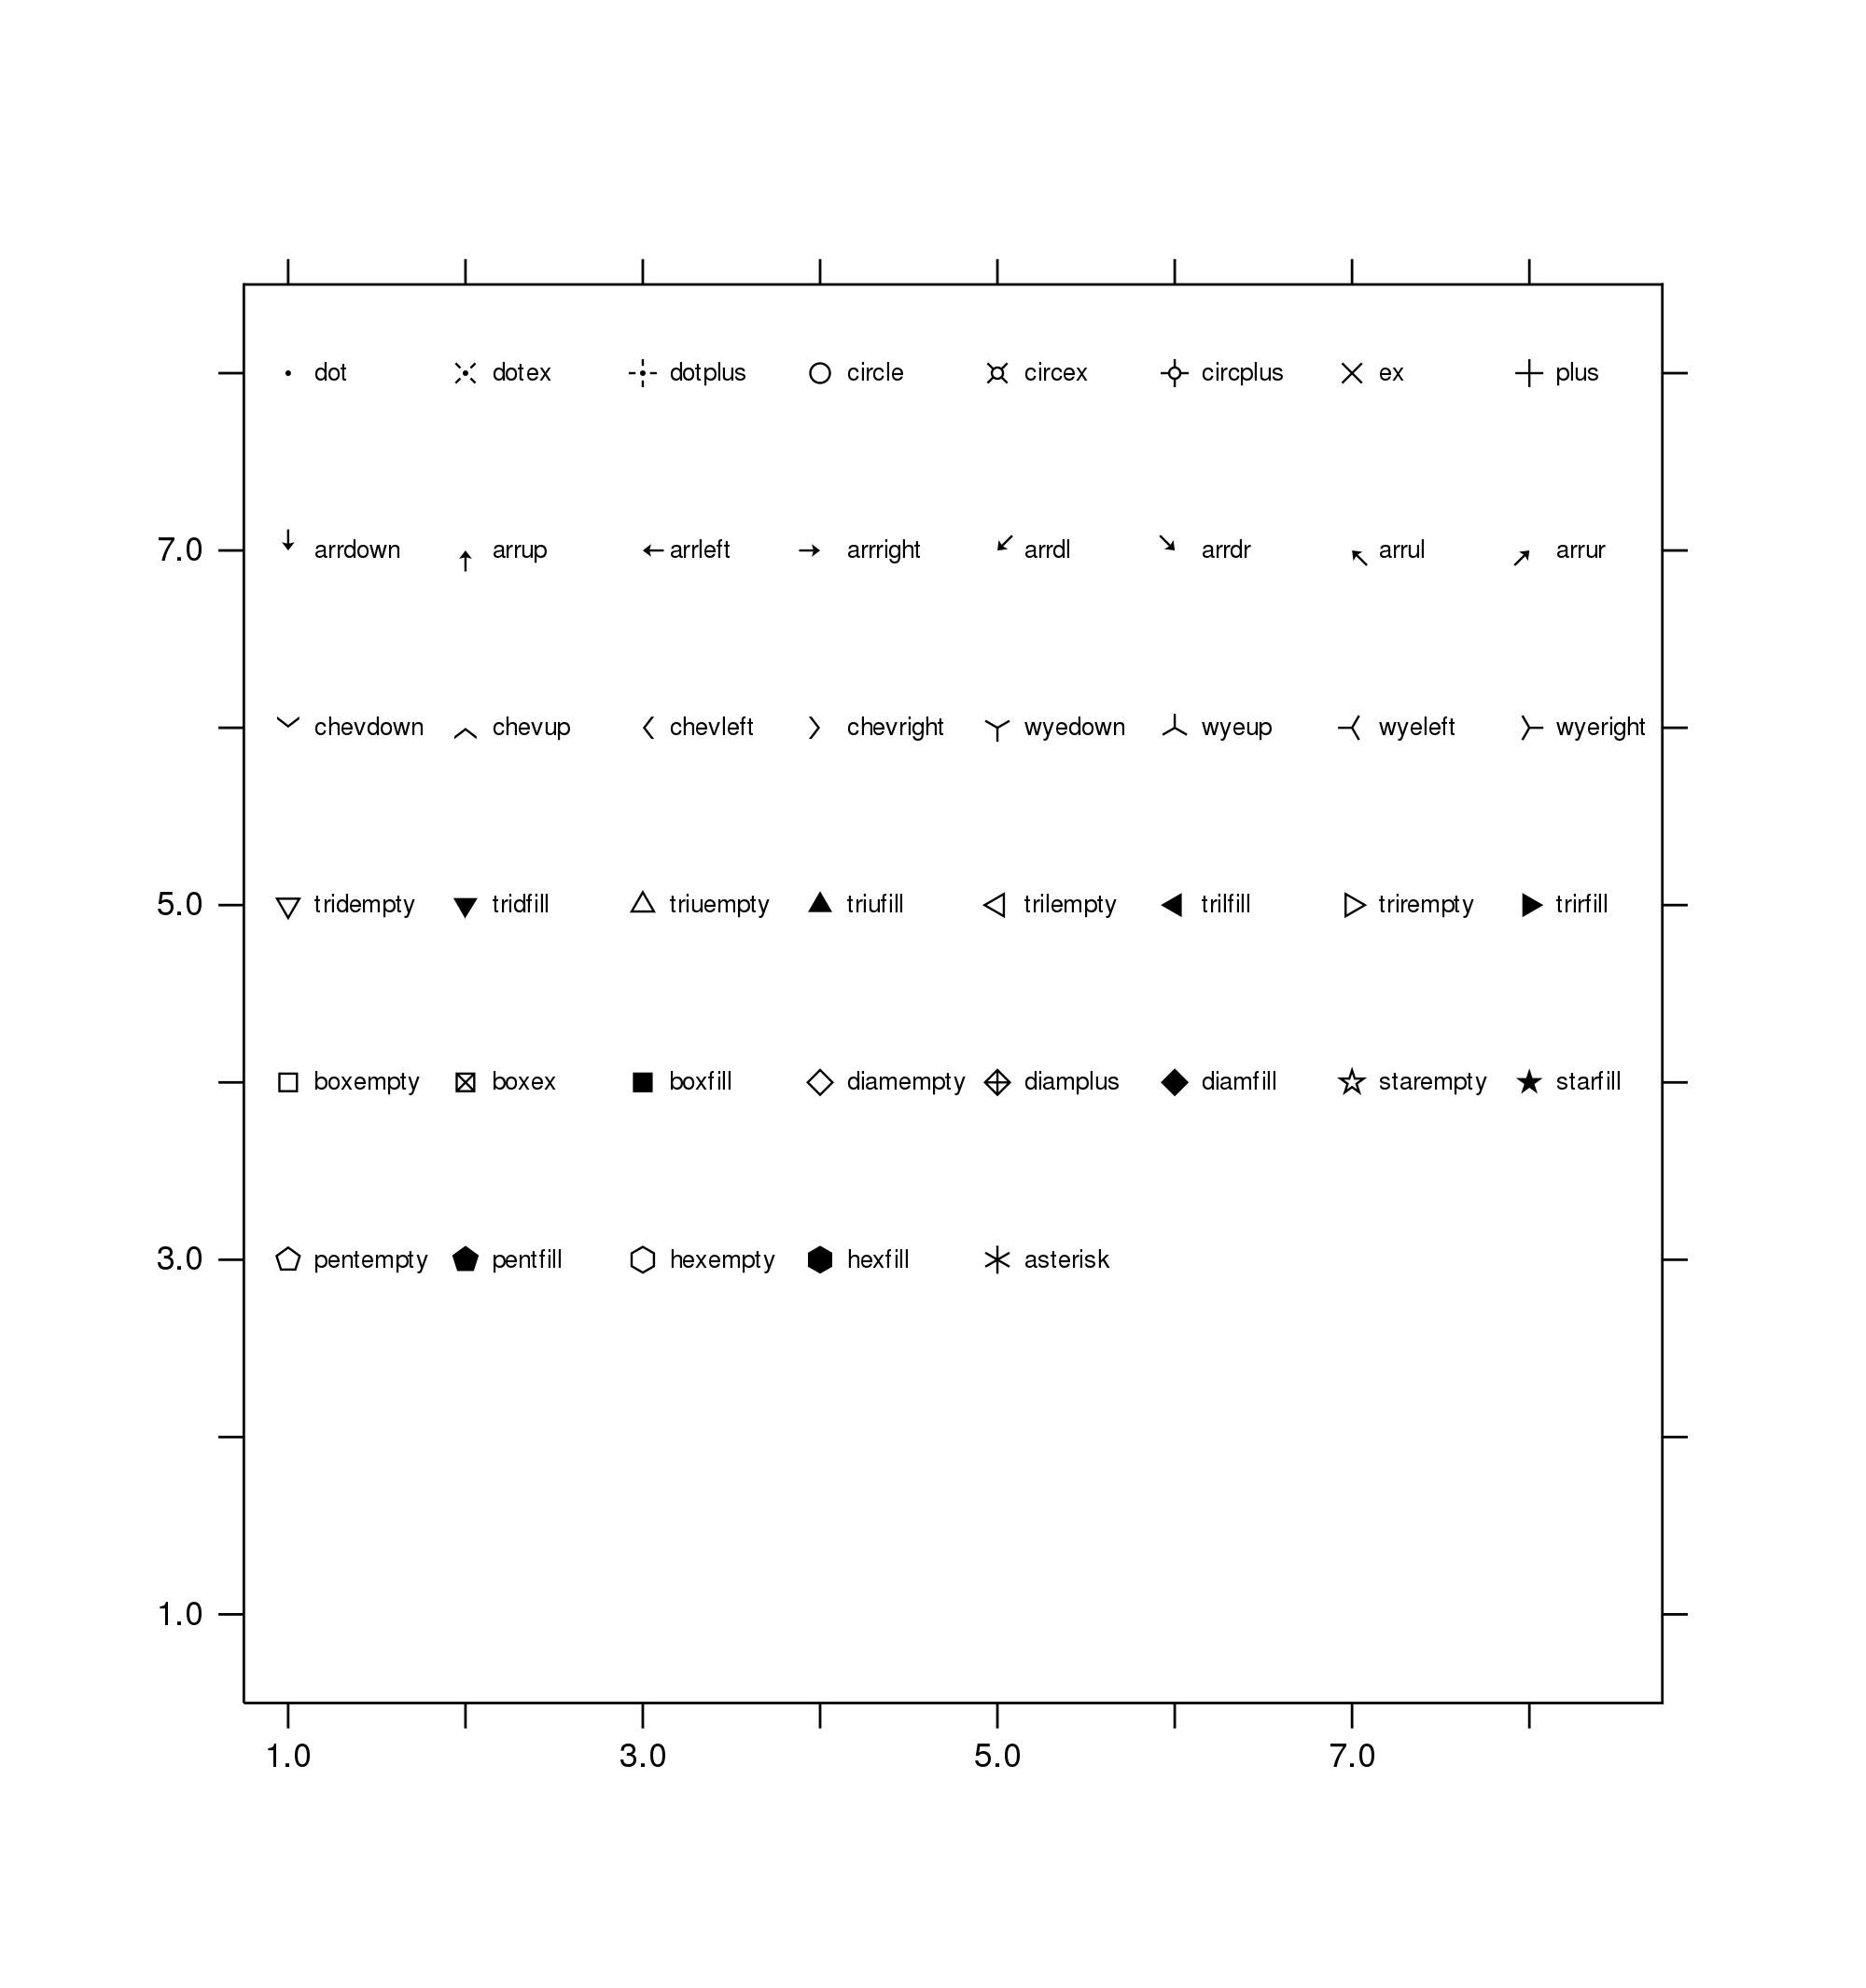 dot dotex dotplus circle circex circplus ex plus
7.0 arrdown arrup arrleft arrright arrdl arrdr arrul arrur
chevdown chevup chevleft chevright wyedown wyeup wyeleft wyeright
5.0 tridempty tridfill triuempty triufill trilempty trilfill trirempty trirfill
boxempty boxex boxfill diamempty diamplus diamfill starempty starfill
3.0 pentempty pentfill hexempty hexfill asterisk
1.0
1.0 3.0 5.0 7.0